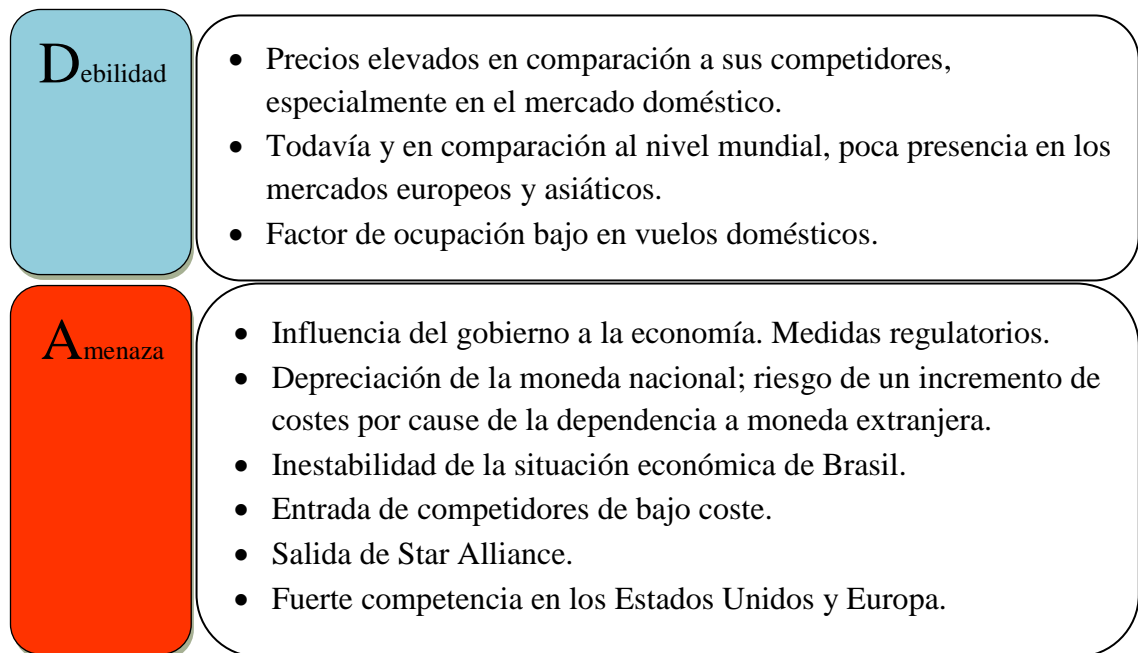 Debilidad
• Precios elevados en comparación a sus competidores,
especialmente en el mercado doméstico.
• Todavía y en comparación al nivel mundial, poca presencia en los
mercados europeos y asiáticos.
• Factor de ocupación bajo en vuelos domésticos.
Amenaza
• Influencia del gobierno a la economía. Medidas regulatorios.
• Depreciación de la moneda nacional; riesgo de un incremento de
costes por cause de la dependencia a moneda extranjera.
• Inestabilidad de la situación económica de Brasil.
• Entrada de competidores de bajo coste.
• Salida de Star Alliance.
• Fuerte competencia en los Estados Unidos y Europa.